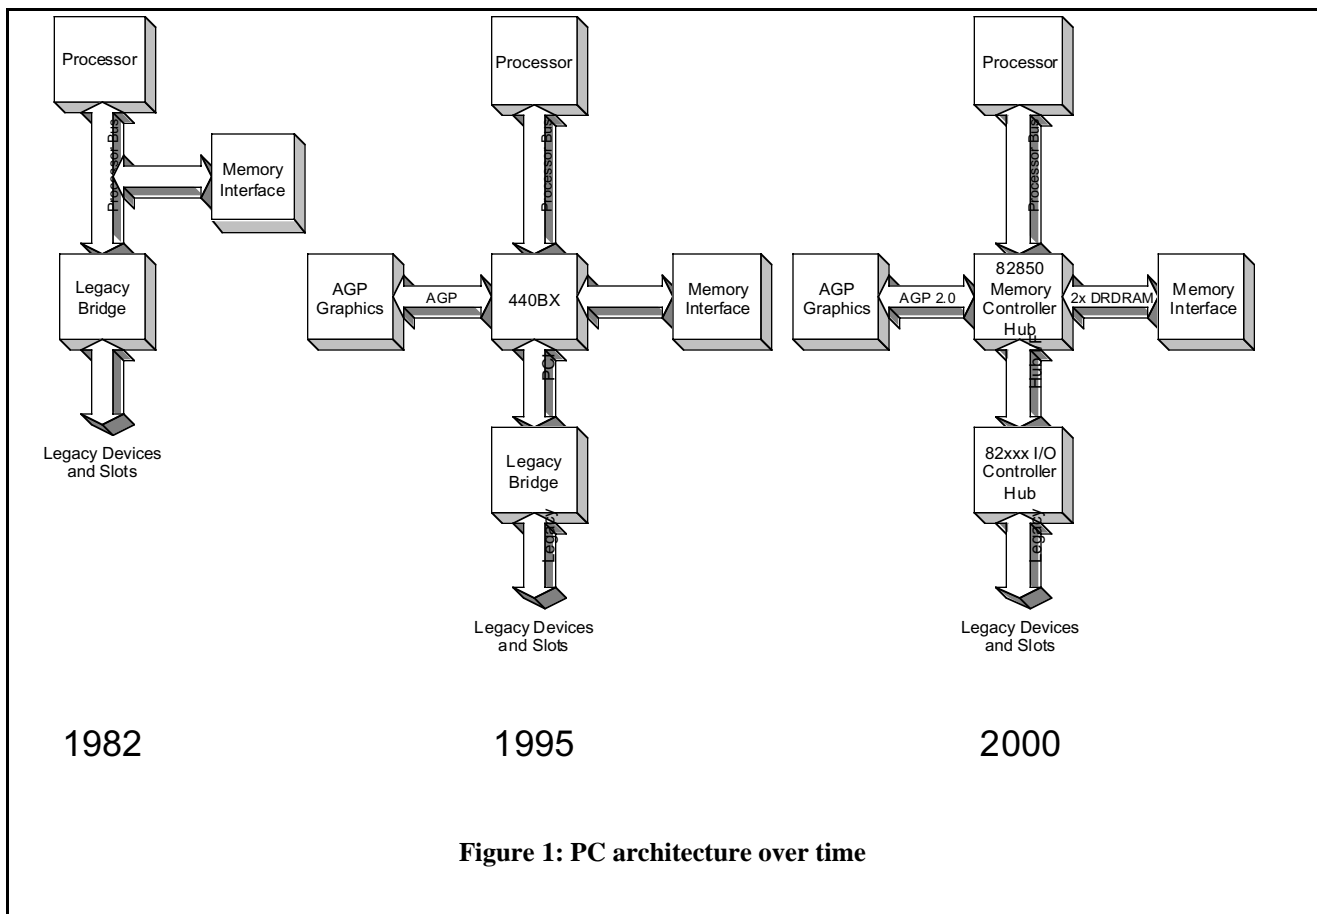 Processor
Processor Bus
Memory
Interface
Legacy
Bridge
Legacy Devices
and Slots
1982
Processor
Processor Bus
AGP
Graphics
AGP
440BX
Memory
Interface
PCI
Legacy
Bridge
Legacy
Legacy Devices
and Slots
1995
Processor
Processor Bus
AGP
Graphics
AGP 2.0
82850
Memory
Controller
Hub
2x DRDRAM
Memory
Interface
Hub
82xxx I/O
Controller
Hub
Legacy
Legacy Devices
and Slots
2000
Figure 1: PC architecture over time